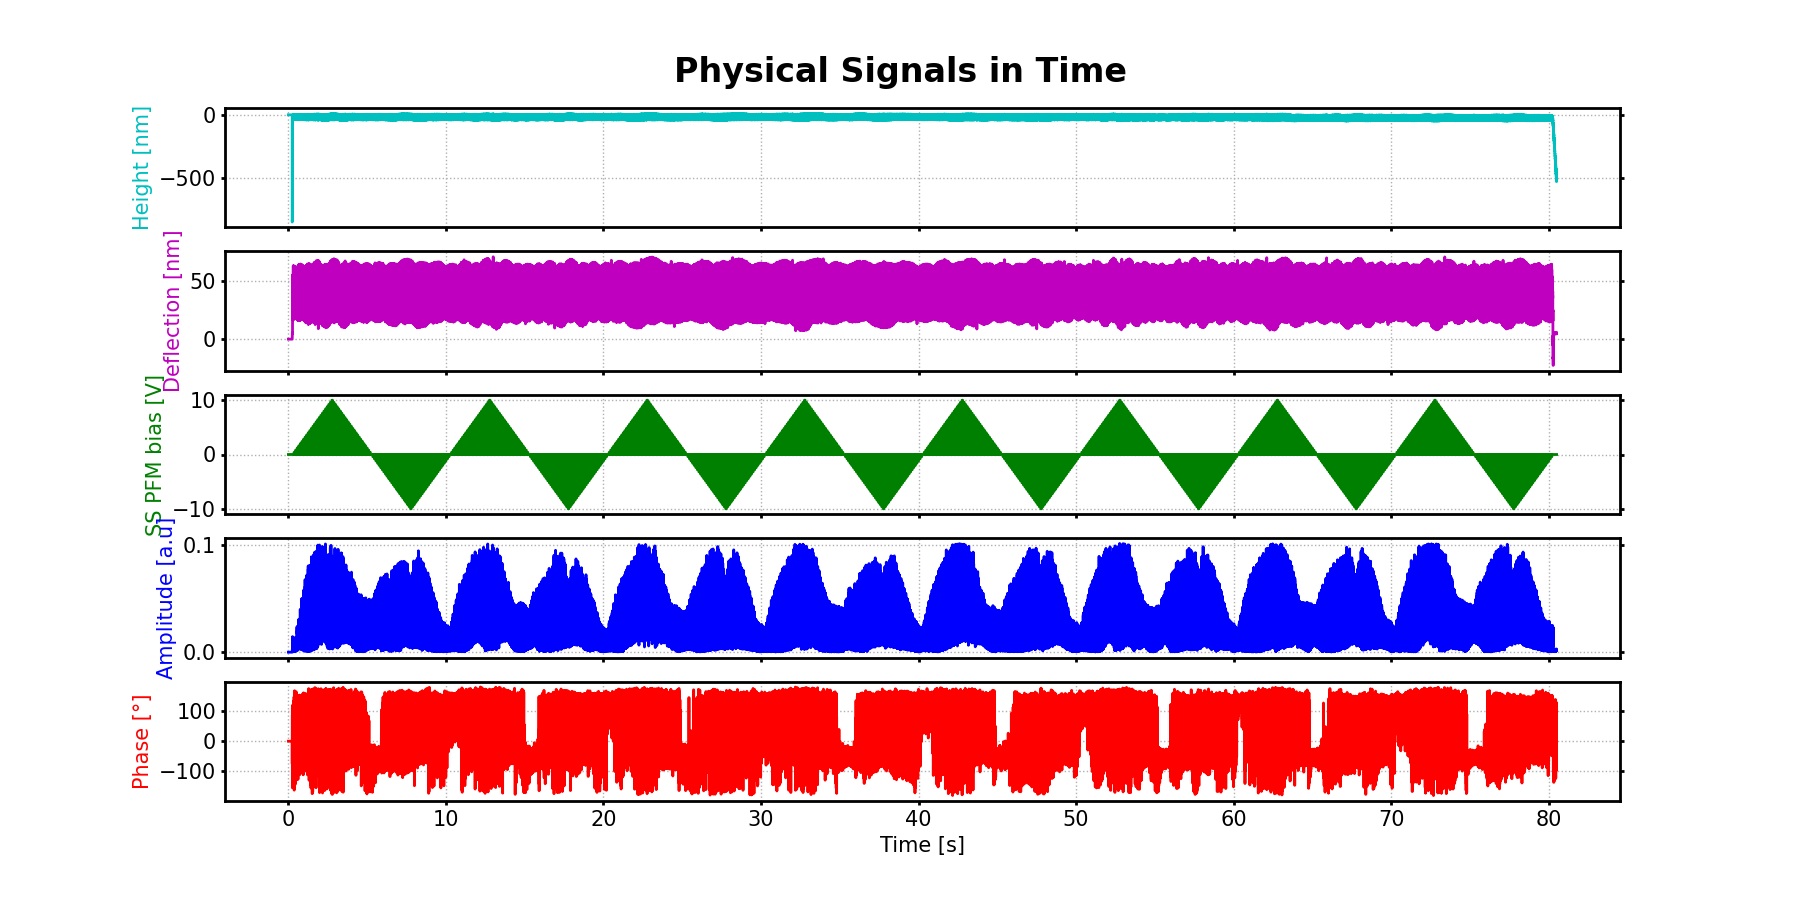 Physical Signals in Time
Height [nm]
0
−500
Deflection [nm]
50
0
SS PFM bias [V]
10
0
−10
Amplitude [a.u]
0.1
0.0
Phase [°]
100
0
−100
0 10 20 30 40 50 60 70 80
Time [s]